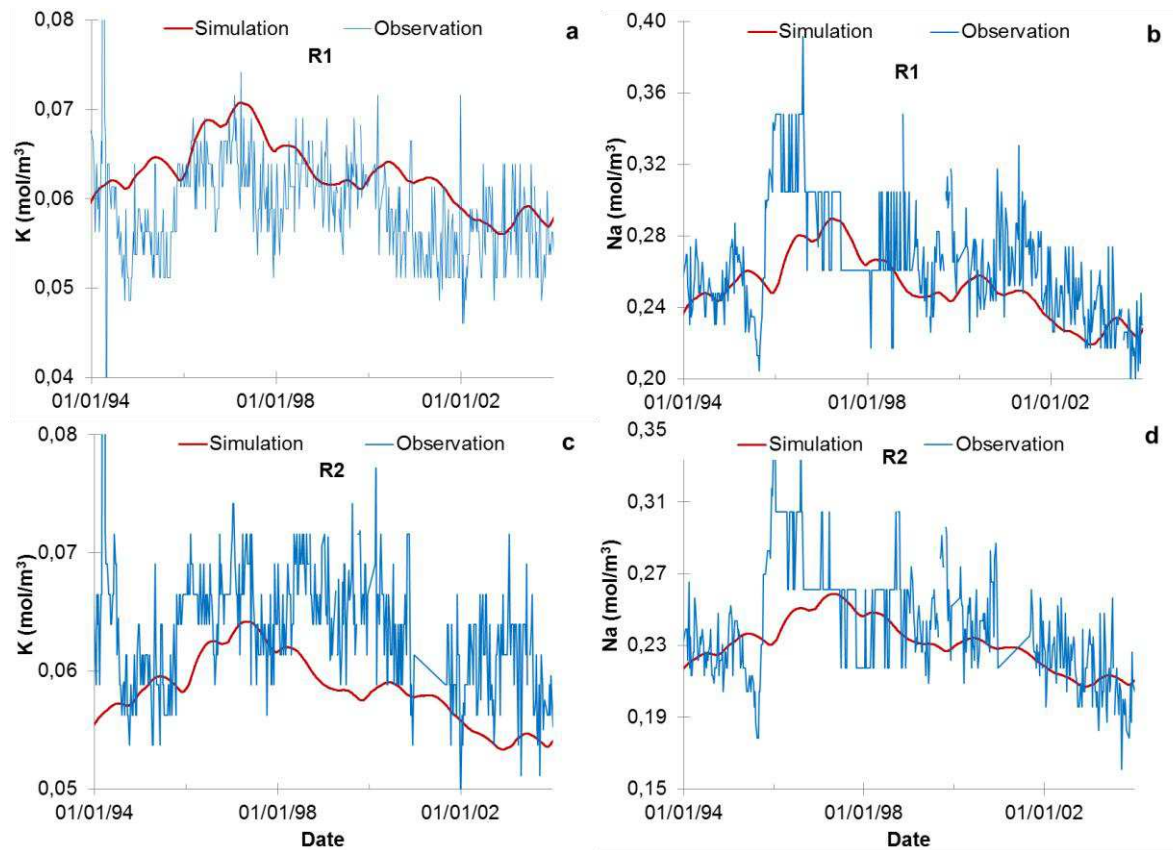 Simulation Observation a
R1
0,08
0,07
0,06
0,05
0,04
K (mol/m³)
01/01/94 01/01/98 01/01/02
Simulation Observation b
R1
0,40
0,36
0,32
0,28
0,24
0,20
Na (mol/m³)
01/01/94 01/01/98 01/01/02
Simulation Observation c
R2
0,08
0,07
0,06
0,05
K (mol/m³)
01/01/94 01/01/98 01/01/02
Date
Simulation Observation d
R2
0,35
0,31
0,27
0,23
0,19
0,15
Na (mol/m³)
01/01/94 01/01/98 01/01/02
Date